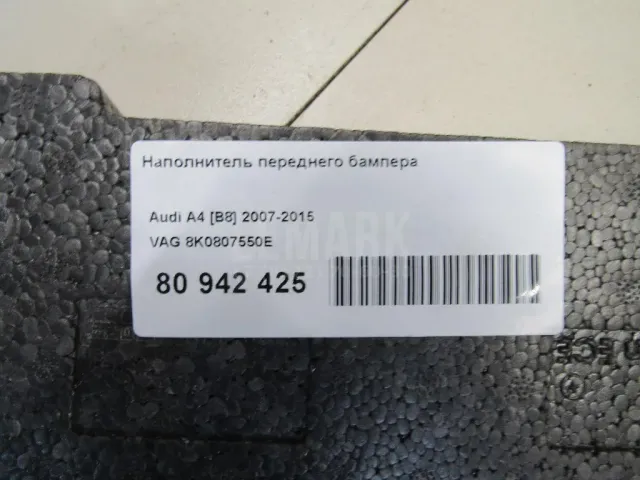 Наполнитель переднего бампера
Audi A4 [B8] 2007-2015
VAG 8K0807550E
80 942 425